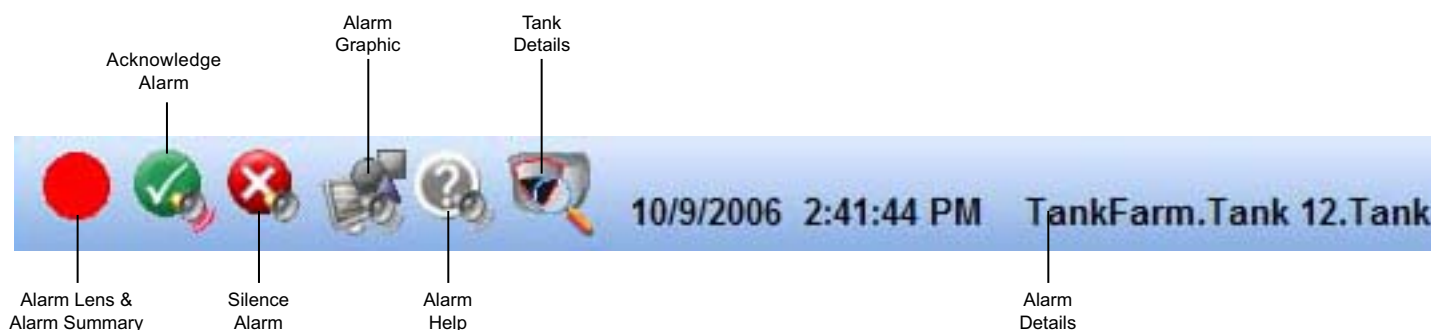 Alarm
Graphic
Tank
Details
Acknowledge
Alarm
10/9/2006 2:41:44 PM TankFarm.Tank 12.Tank
Alarm Lens &
Alarm Summary
Silence
Alarm
Alarm
Help
Alarm
Details